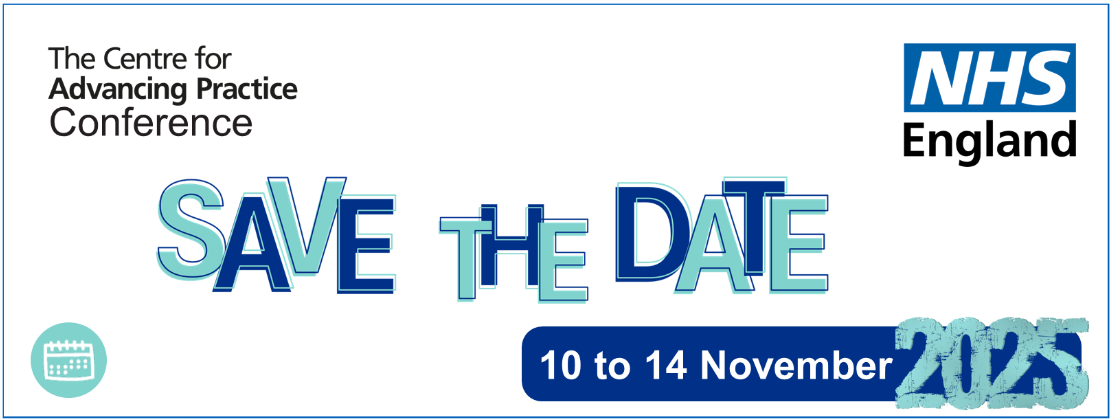 The Centre for
Advancing Practice
Conference
NHS
England
SAVE THE DATE
10 to 14 November 2025